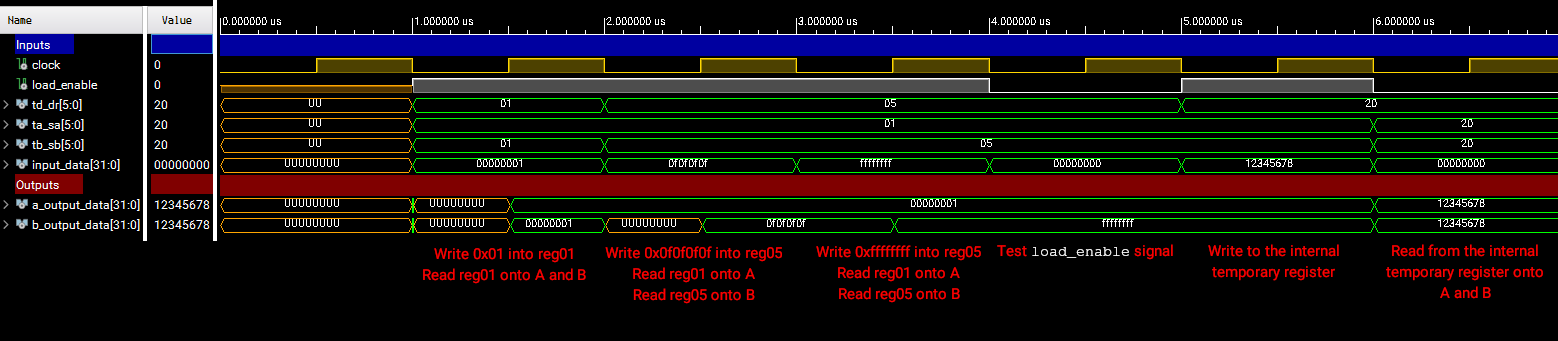 Name Value 0.000000 us 1.000000 us 2.000000 us 3.000000 us 4.000000 us 5.000000 us 6.000000 us
Inputs
clock 0
load_enable 0
td_dr[5:0] 20 UU 01 05 20
ta_sa[5:0] 20 UU 01 20
tb_sb[5:0] 20 UU 01 05 20
input_data[31:0] 00000000 UUUUUUUU 00000001 0f0f0f0f ffffffff 00000000 12345678 00000000
Outputs
a_output_data[31:0] 12345678 UUUUUUUU UUUUUUUU 00000001 12345678
b_output_data[31:0] 12345678 UUUUUUUU UUUUUUUU 00000001 UUUUUUUU 0f0f0f0f ffffffff 12345678
Write 0x01 into reg01
Read reg01 onto A and B
Write 0x0f0f0f0f into reg05
Read reg01 onto A
Read reg05 onto B
Write 0xffffffff into reg05
Read reg01 onto A
Read reg05 onto B
Test load_enable signal
Write to the internal
temporary register
Read from the internal
temporary register onto
A and B